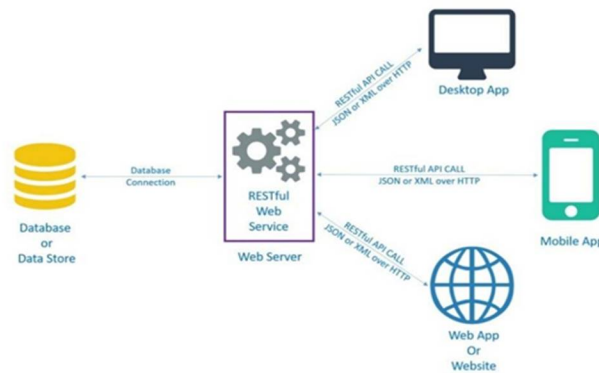 Database
or
Data Store
Database
Connection
RESTful
Web
Service
Web Server
RESTful API CALL
JSON or XML over HTTP
Desktop App
RESTful API CALL
JSON or XML over HTTP
Mobile App
RESTful API CALL
JSON or XML over HTTP
Web App
Or
Website